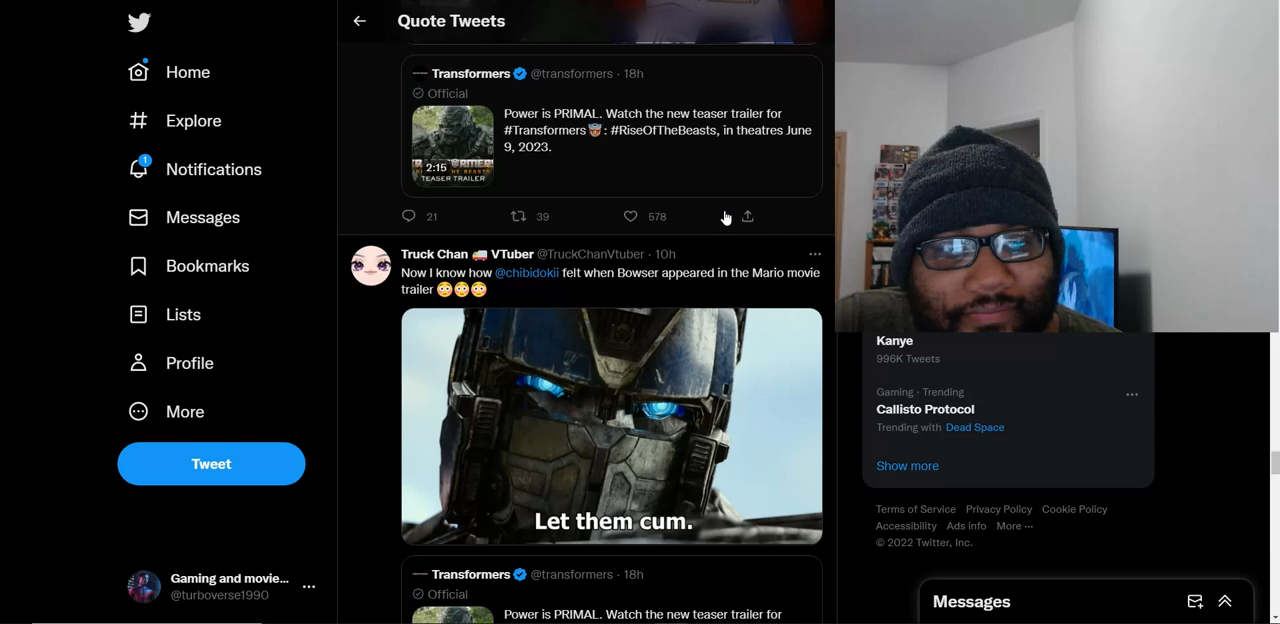 Home
Explore
1
Notifications
Messages
Bookmarks
Lists
Profile
More
Tweet
Gaming and movie...
@turboverse1990
Quote Tweets
Transformers @transformers · 18h
Official
Power is PRIMAL. Watch the new teaser trailer for
#Transformers : #RiseOfTheBeasts, in theatres June
9, 2023.
2:15
TEASER TRAILER
21
39
578
Truck Chan 🚚 VTuber @TruckChanVtuber · 10h
Now I know how @chibidokii felt when Bowser appeared in the Mario movie
trailer 😳😳😳
Let them cum.
Transformers @transformers · 18h
Official
Power is PRIMAL. Watch the new teaser trailer for
Kanye
996K Tweets
Gaming · Trending
Callisto Protocol
Trending with Dead Space
Show more
Terms of Service Privacy Policy Cookie Policy
Accessibility Ads info More ···
© 2022 Twitter, Inc.
Messages